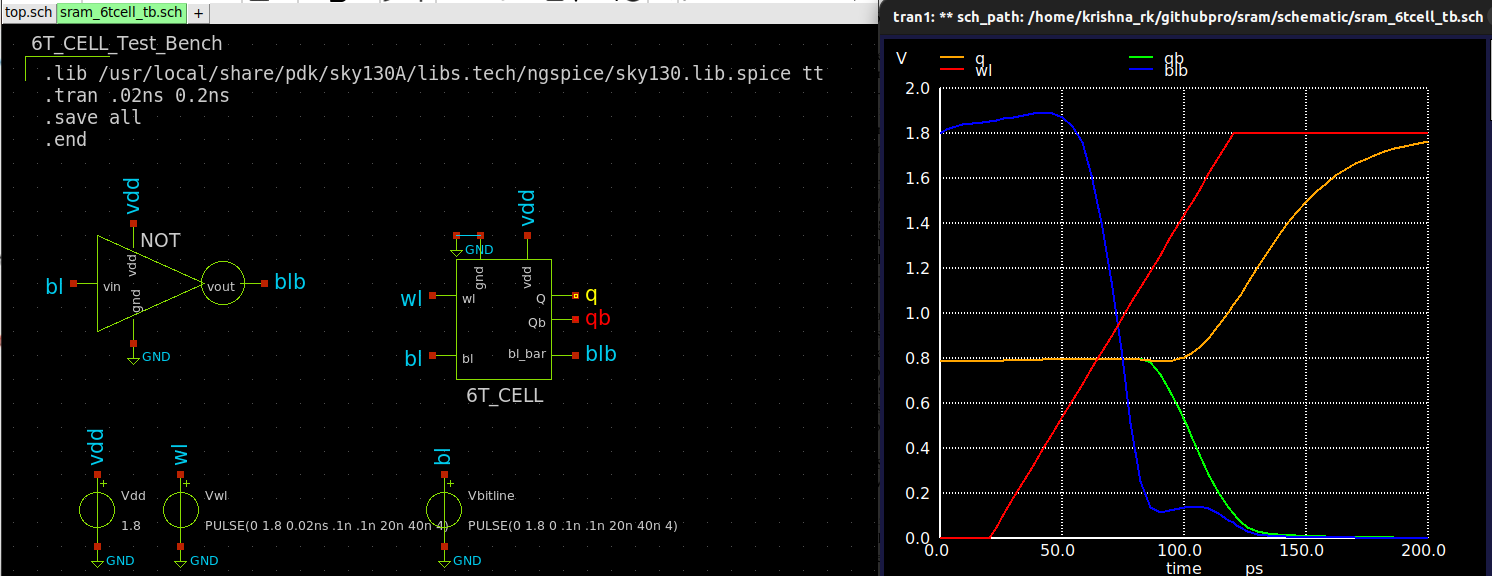 top.sch
sram_6tcell_tb.sch
+
6T_CELL_Test_Bench
.lib /usr/local/share/pdk/sky130A/libs.tech/ngspice/sky130.lib.spice tt
.tran .02ns 0.2ns
.save all
.end
vdd
NOT
bl
vin
vdd
gnd
vout
blb
GND
vdd
GND
gnd
vdd
wl
wl
Q
q
Qb
qb
bl
bl
bl_bar
blb
6T_CELL
vdd
+
Vdd
1.8
GND
wl
+
Vwl
PULSE(0 1.8 0.02ns .1n .1n 20n 40n 4)
GND
bl
+
Vbitline
PULSE(0 1.8 0 .1n .1n 20n 40n 4)
GND
tran1: ** sch_path: /home/krishna_rk/githubpro/sram/schematic/sram_6tcell_tb.sch
V
q
qb
wl
blb
2.0
1.8
1.6
1.4
1.2
1.0
0.8
0.6
0.4
0.2
0.0
0.0
50.0
100.0
150.0
200.0
time
ps